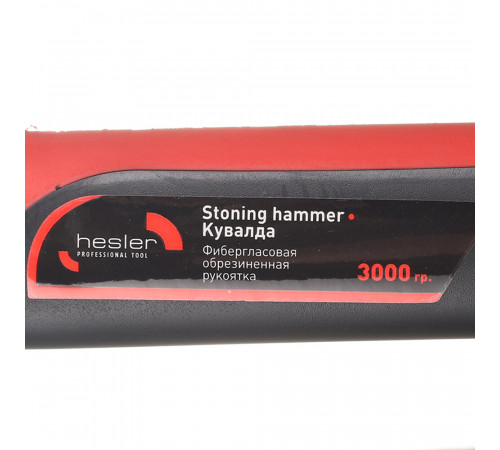 hesler
PROFESSIONAL TOOL
Stoning hammer •
Кувалда
Фибергласовая
обрезиненная
рукоятка
3000 гр.